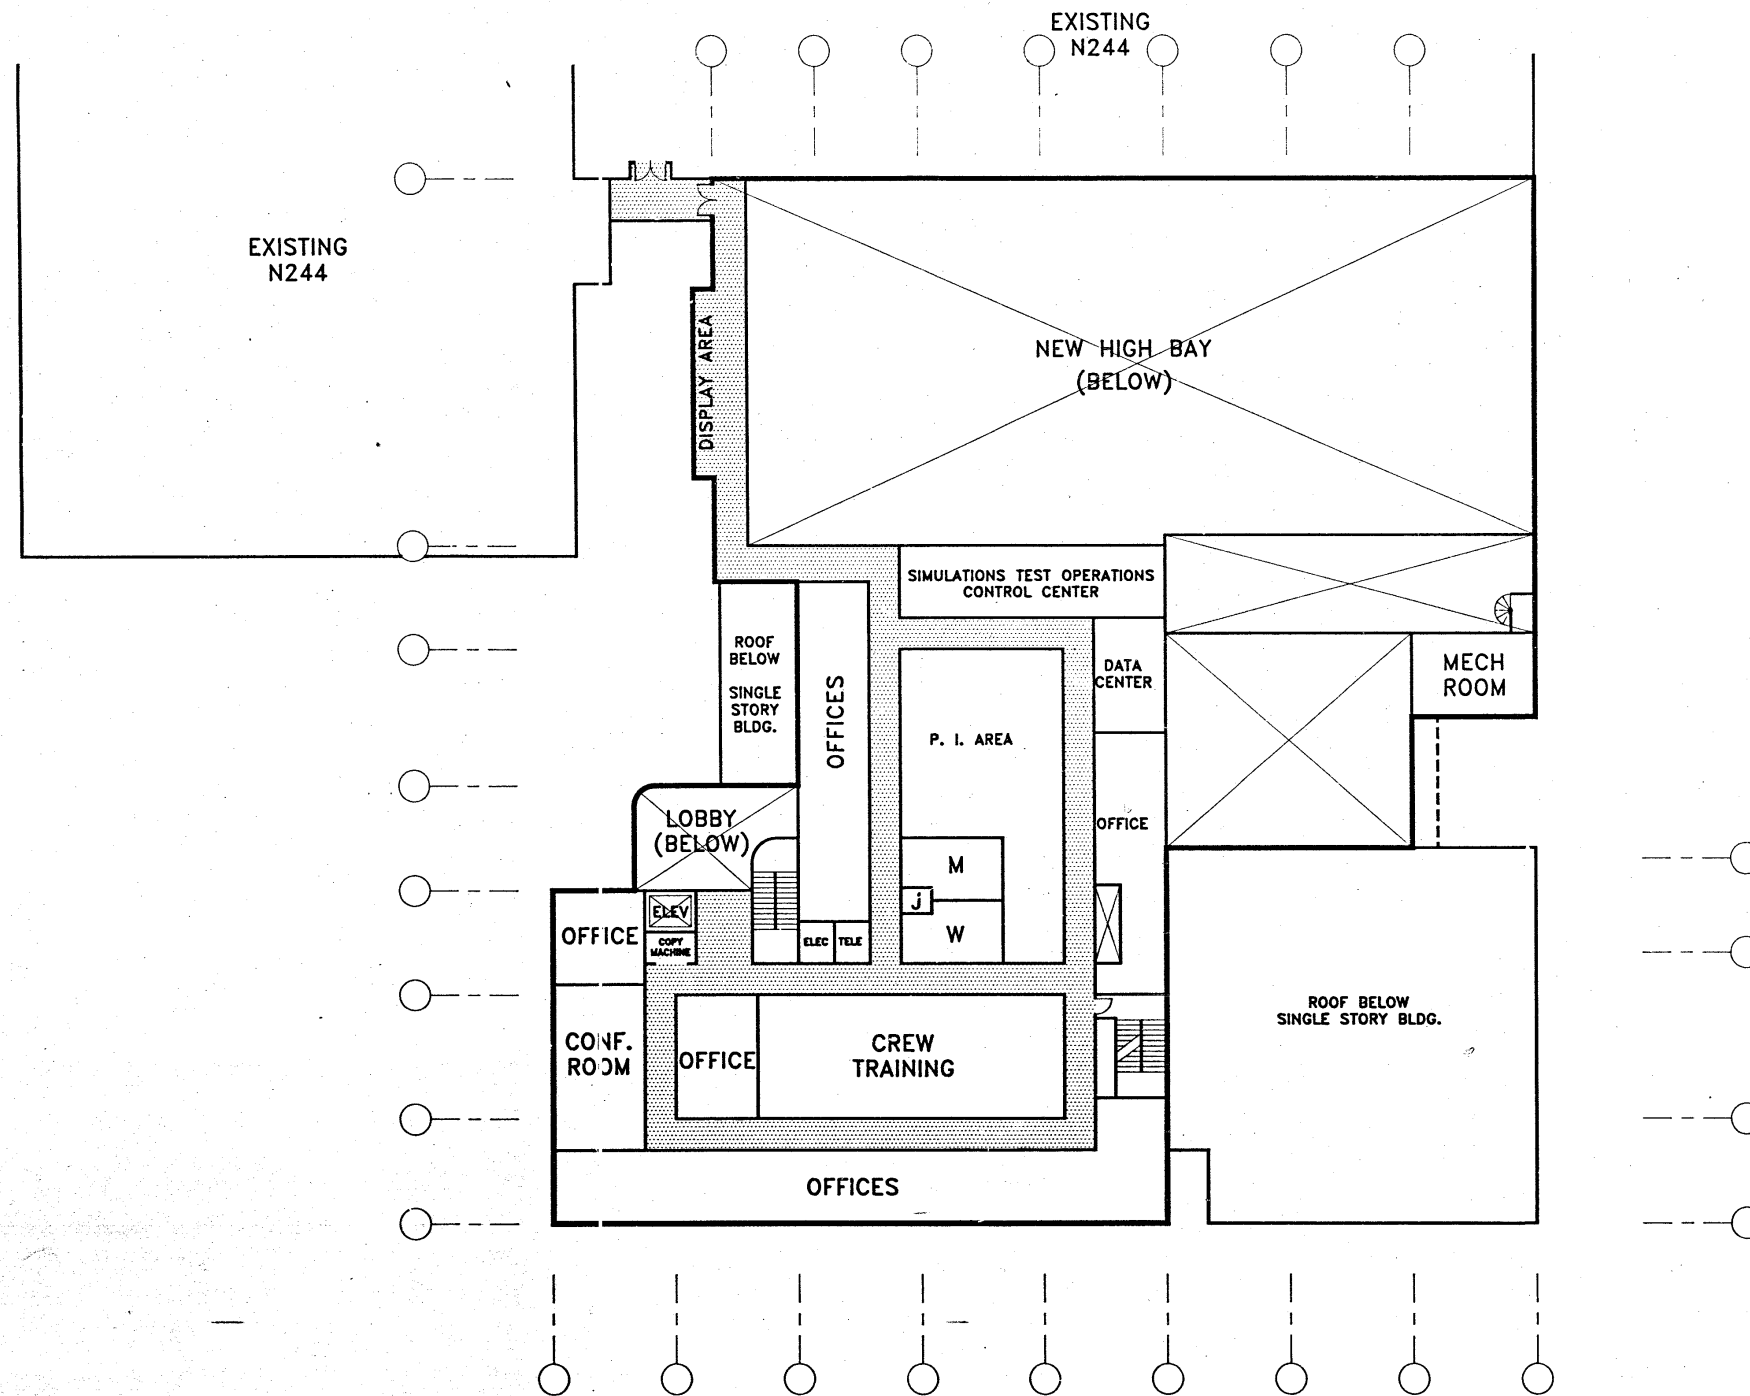 EXISTING
N244
EXISTING
N244
DISPLAY AREA
NEW HIGH BAY
(BELOW)
SIMULATIONS TEST OPERATIONS
CONTROL CENTER
ROOF
BELOW
SINGLE
STORY
BLDG.
OFFICES
DATA
CENTER
MECH
ROOM
P. I. AREA
LOBBY
(BELOW)
OFFICE
M
J
W
ELEV
COPY
MACHINE
OFFICE
ELEC
TELE
ROOF BELOW
SINGLE STORY BLDG.
CONF.
ROOM
OFFICE
CREW
TRAINING
OFFICES